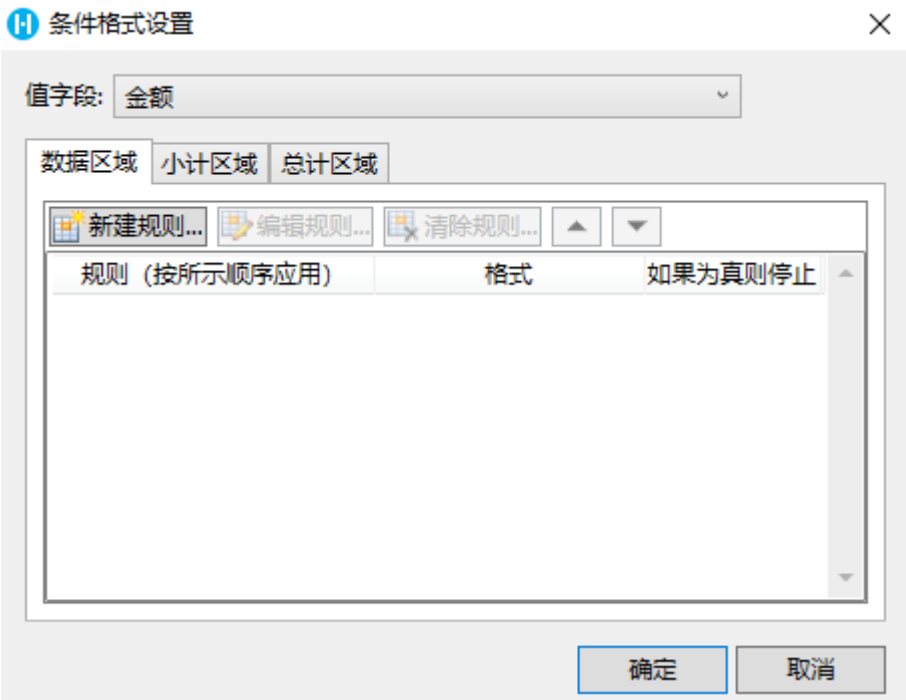 条件格式设置
值字段: 金额
数据区域 小计区域 总计区域
新建规则... 编辑规则... 清除规则...
规则（按所示顺序应用） 格式 如果为真则停止
确定 取消